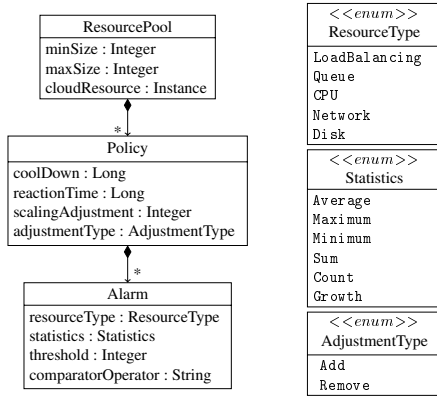 ResourcePool
minSize : Integer
maxSize : Integer
cloudResource : Instance
*
Policy
coolDown : Long
reactionTime : Long
scalingAdjustment : Integer
adjustmentType : AdjustmentType
*
Alarm
resourceType : ResourceType
statistics : Statistics
threshold : Integer
comparatorOperator : String
<<enum>>
ResourceType
LoadBalancing
Queue
CPU
Network
Disk
<<enum>>
Statistics
Average
Maximum
Minimum
Sum
Count
Growth
<<enum>>
AdjustmentType
Add
Remove